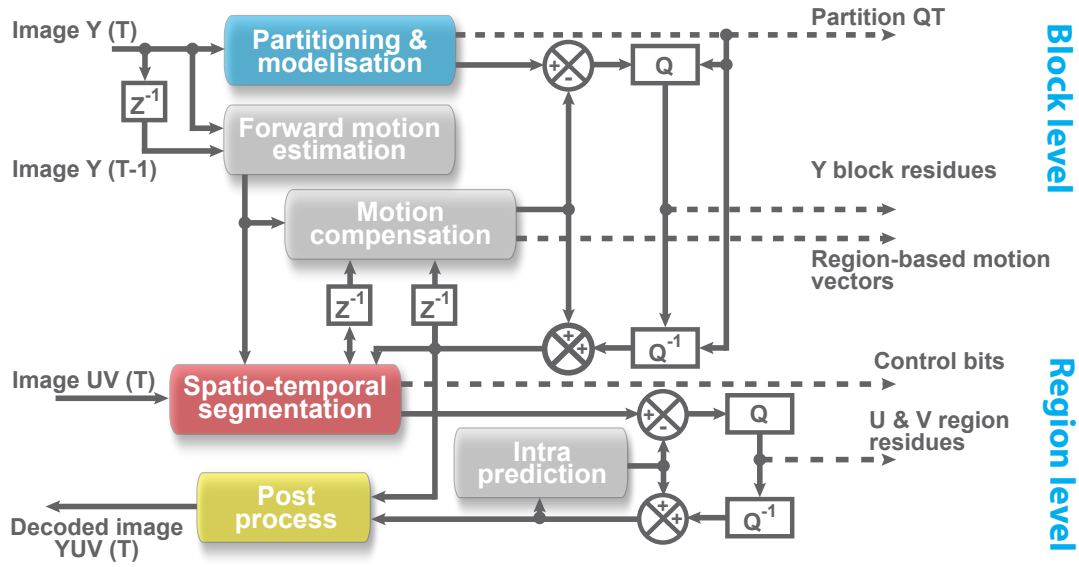 Image Y (T)
Partitioning &
modelisation
Partition QT
+
-
Q
Z-1
Forward motion
estimation
Image Y (T-1)
Y block residues
Motion
compensation
Region-based motion
vectors
Z-1
Z-1
+
+
Q-1
Block level
Control bits
Image UV (T)
Spatio-temporal
segmentation
+
-
Q
U & V region
residues
Intra
prediction
Post
process
+
+
Q-1
Decoded image
YUV (T)
Region level